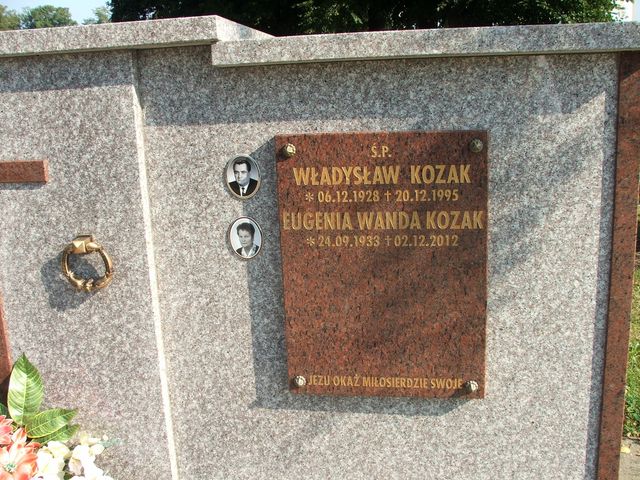 Ś.P.
WŁADYSŁAW KOZAK
* 06.12.1928 † 20.12.1995
EUGENIA WANDA KOZAK
* 24.09.1933 † 02.12.2012
JEZU OKAŻ MIŁOSIERDZIE SWOJE